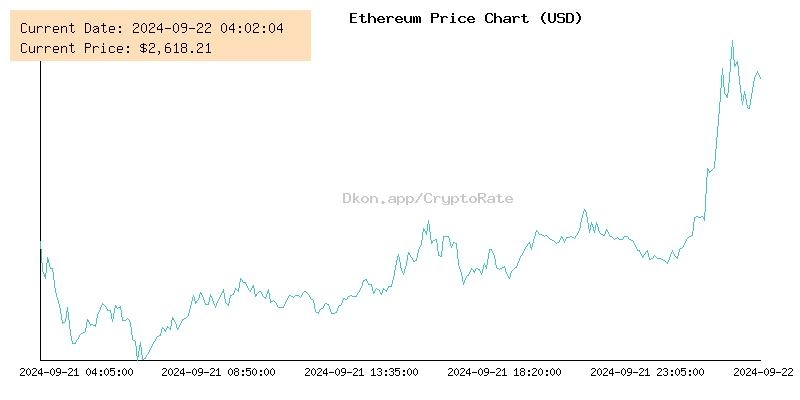 Ethereum Price Chart (USD)
Current Date: 2024-09-22 04:02:04
Current Price: $2,618.21
Dkon.app/CryptoRate
2024-09-21 04:05:00 2024-09-21 08:50:00 2024-09-21 13:35:00 2024-09-21 18:20:00 2024-09-21 23:05:00 2024-09-22